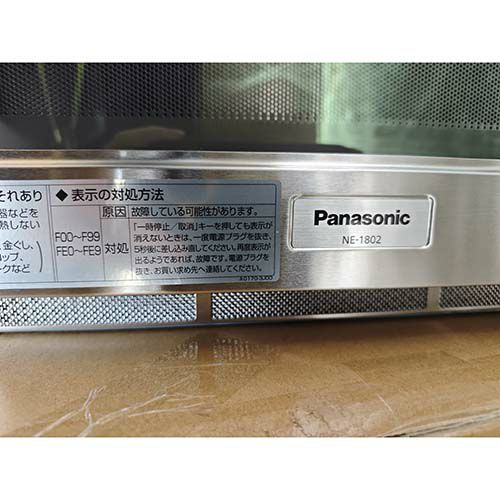 それあり
器などを
熱しない
、金ぐし、
ップ、
ークなど
◆ 表示の対処方法
原因 故障している可能性があります。
F00〜F99
FE0〜FE9
対処
「一時停止／取消」キーを押しても表示が
消えないときは、一度電源プラグを抜き、
5秒後に差し込み直してください。再度表示が
出るようであれば、故障です。電源プラグを
抜き、お買い求め先へ連絡してください。
A0170-3J00
Panasonic
NE-1802